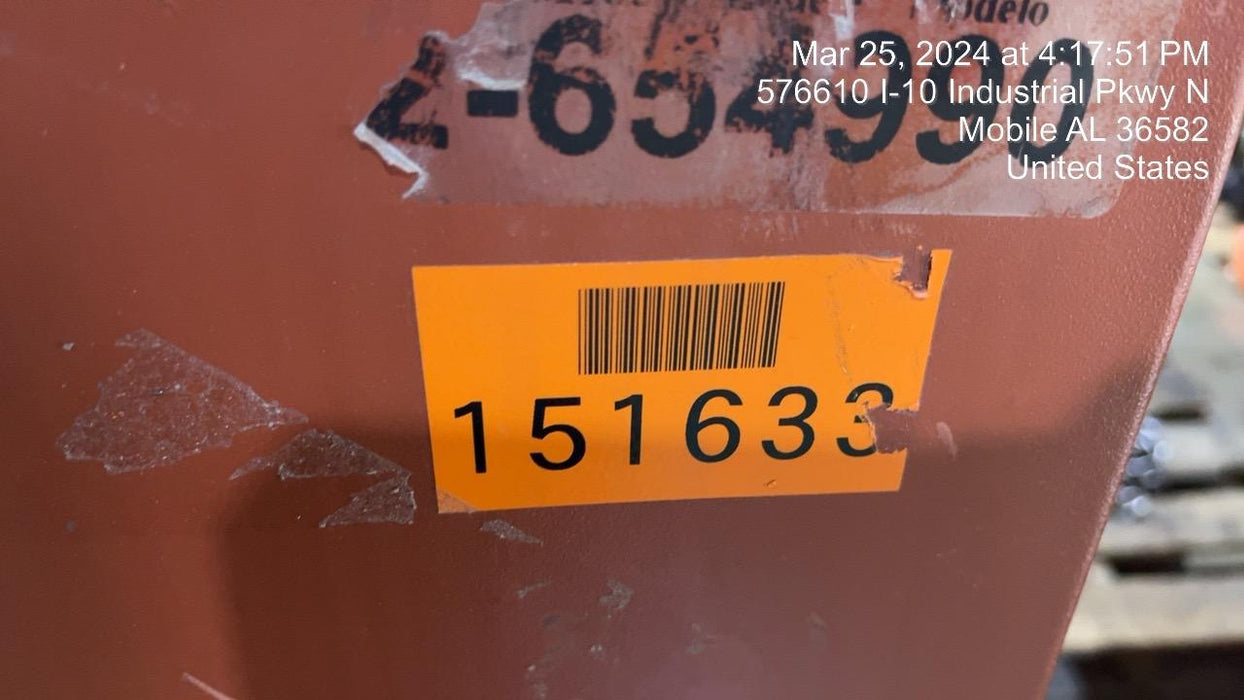 Modelo
2-654990
Mar 25, 2024 at 4:17:51 PM
576610 I-10 Industrial Pkwy N
Mobile AL 36582
United States
151633